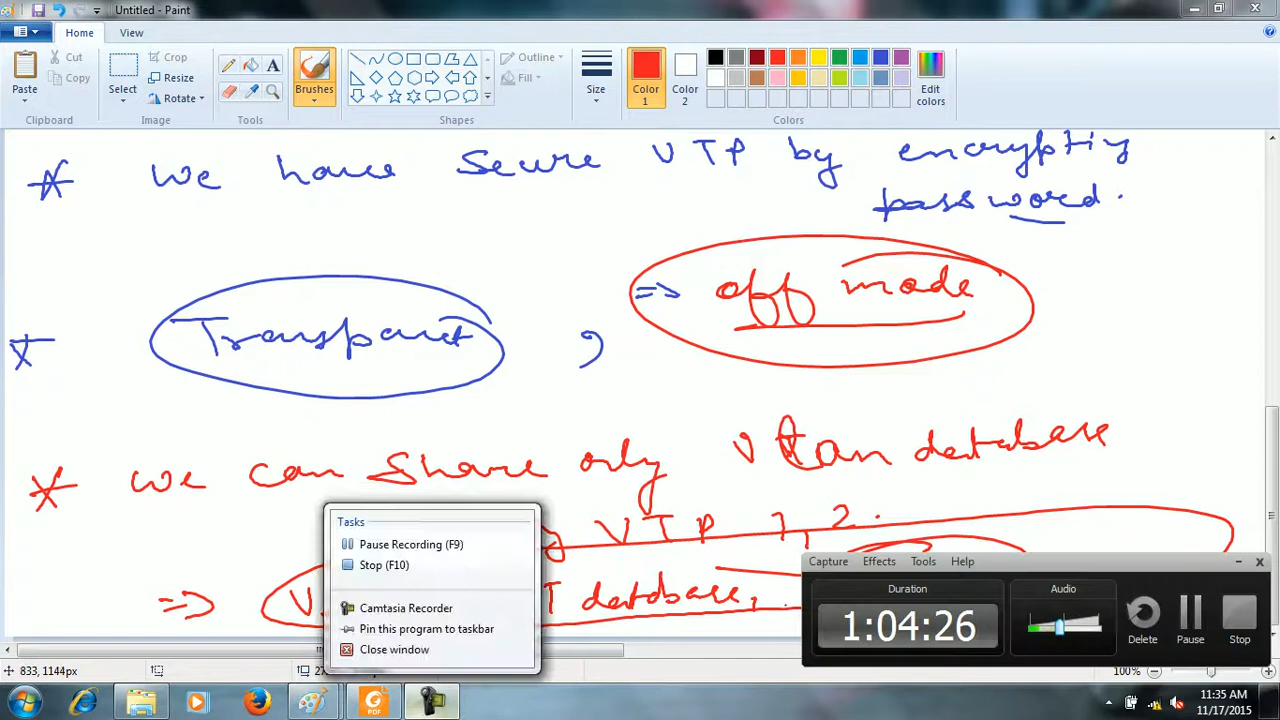 Untitled - Paint
Home View
Paste
Cut
Copy
Select
Crop
Resize
Rotate
Brushes
Outline
Fill
Size
Color 1
Color 2
Edit colors
Clipboard Image Tools Shapes Colors
* We have Secure VTP by encrypting
password.
* Transparet , => off mode
* we can share only vlan database
VTP 1, 2.
=> V T database,
Tasks
Pause Recording (F9)
Stop (F10)
Camtasia Recorder
Pin this program to taskbar
Close window
Capture Effects Tools Help
Duration Audio
1:04:26
Delete Pause Stop
833, 1144px
100%
PDF
11:35 AM
11/17/2015